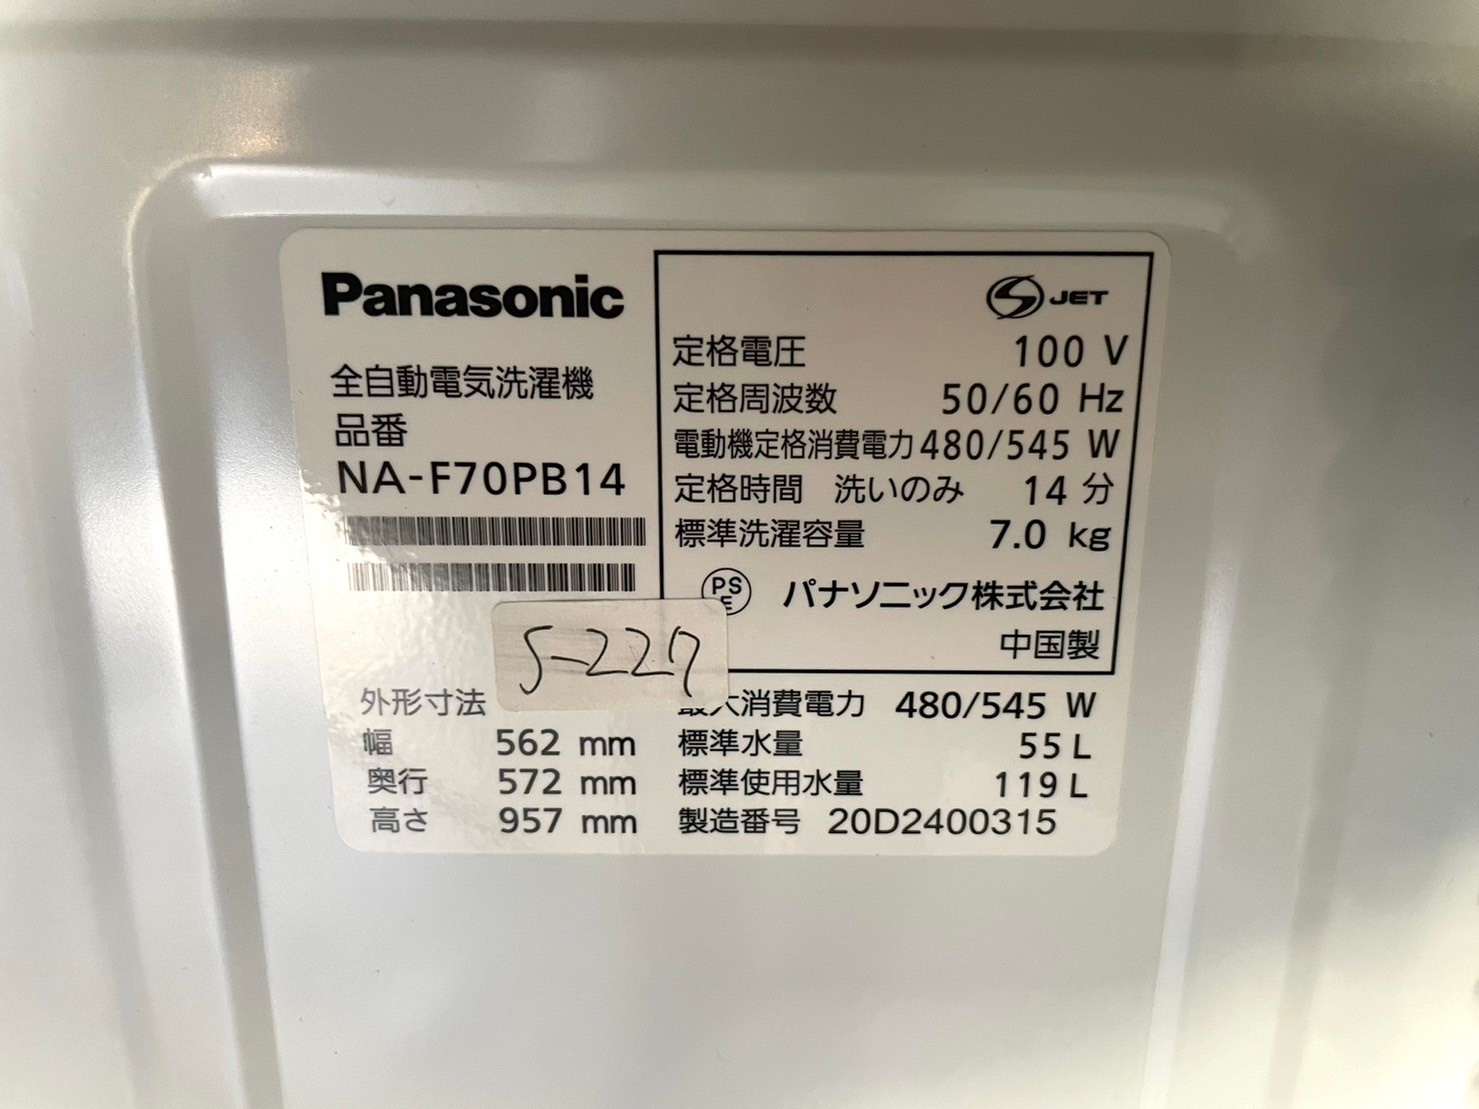 Panasonic
全自動電気洗濯機
品番
NA-F70PB14
S JET
定格電圧 100 V
定格周波数 50/60 Hz
電動機定格消費電力 480/545 W
定格時間 洗いのみ 14 分
標準洗濯容量 7.0 kg
PS E パナソニック株式会社
中国製
S-227
外形寸法
幅 562 mm
奥行 572 mm
高さ 957 mm
最大消費電力 480/545 W
標準水量 55 L
標準使用水量 119 L
製造番号 20D2400315